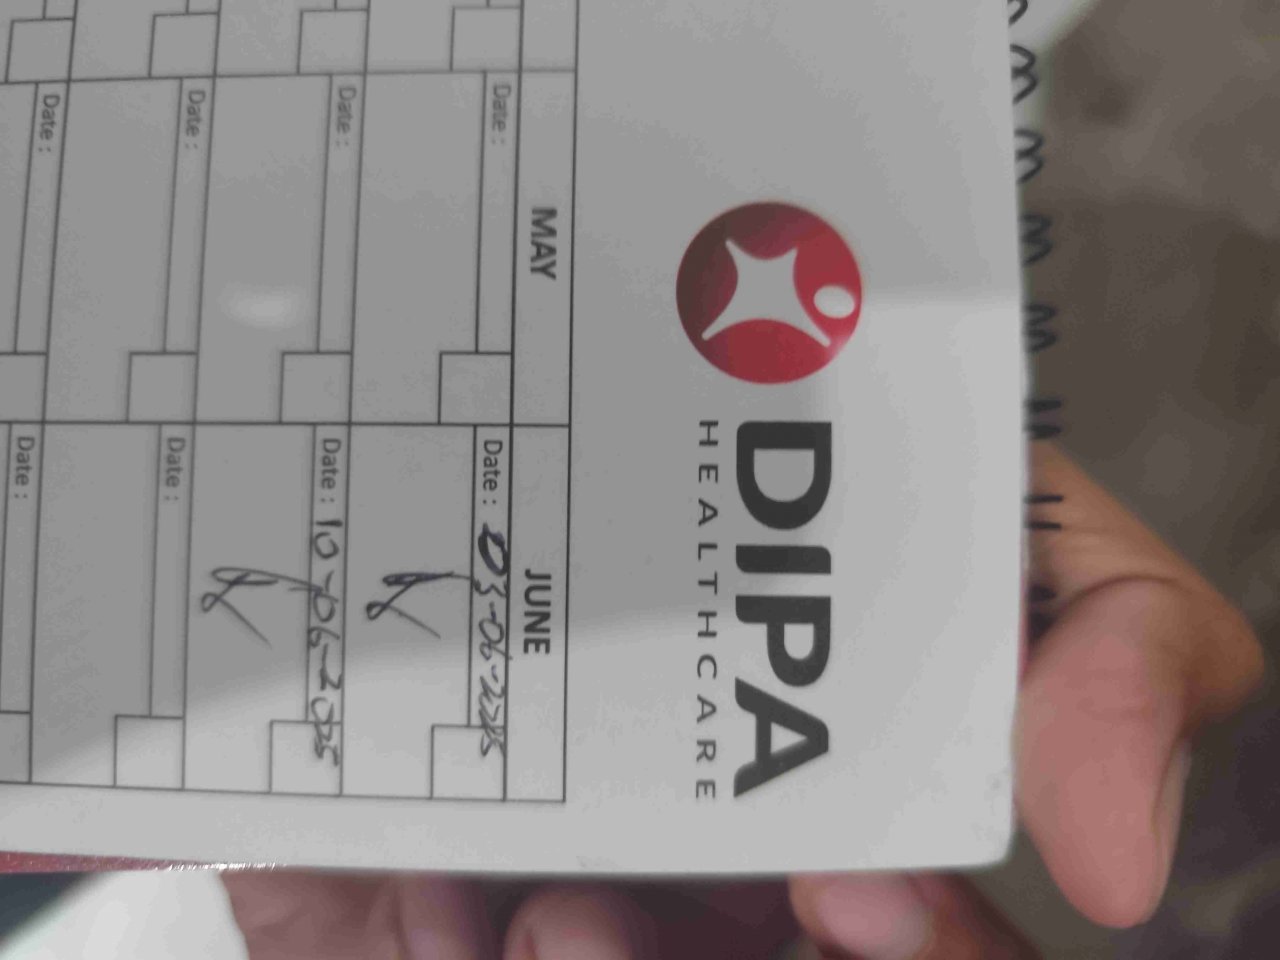 DIPA
HEALTHCARE
MAY JUNE
Date : Date : 03-06-2025
Date : Date : 10-06-2025
Date : Date :
Date : Date :